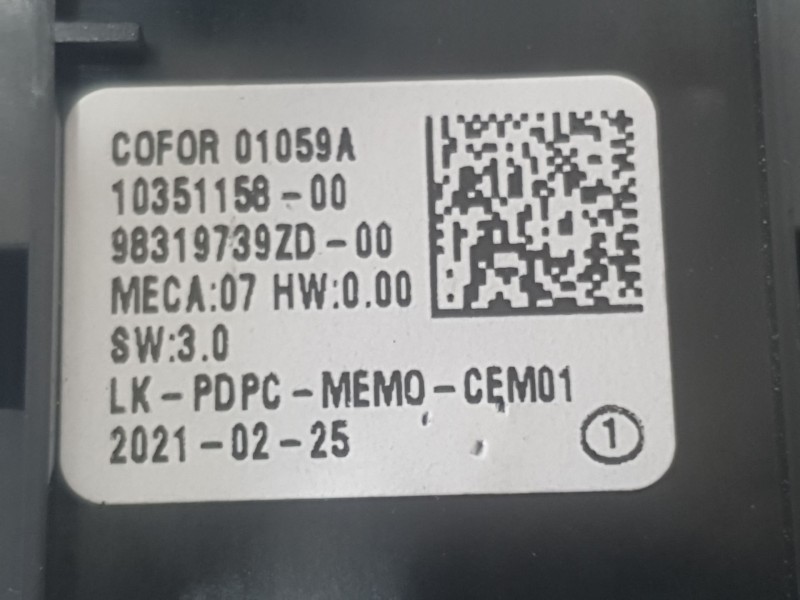 COFOR 01059A
10351158-00
98319739ZD-00
MECA:07 HW:0.00
SW:3.0
LK-PDPC-MEMO-CEM01
2021-02-25
1